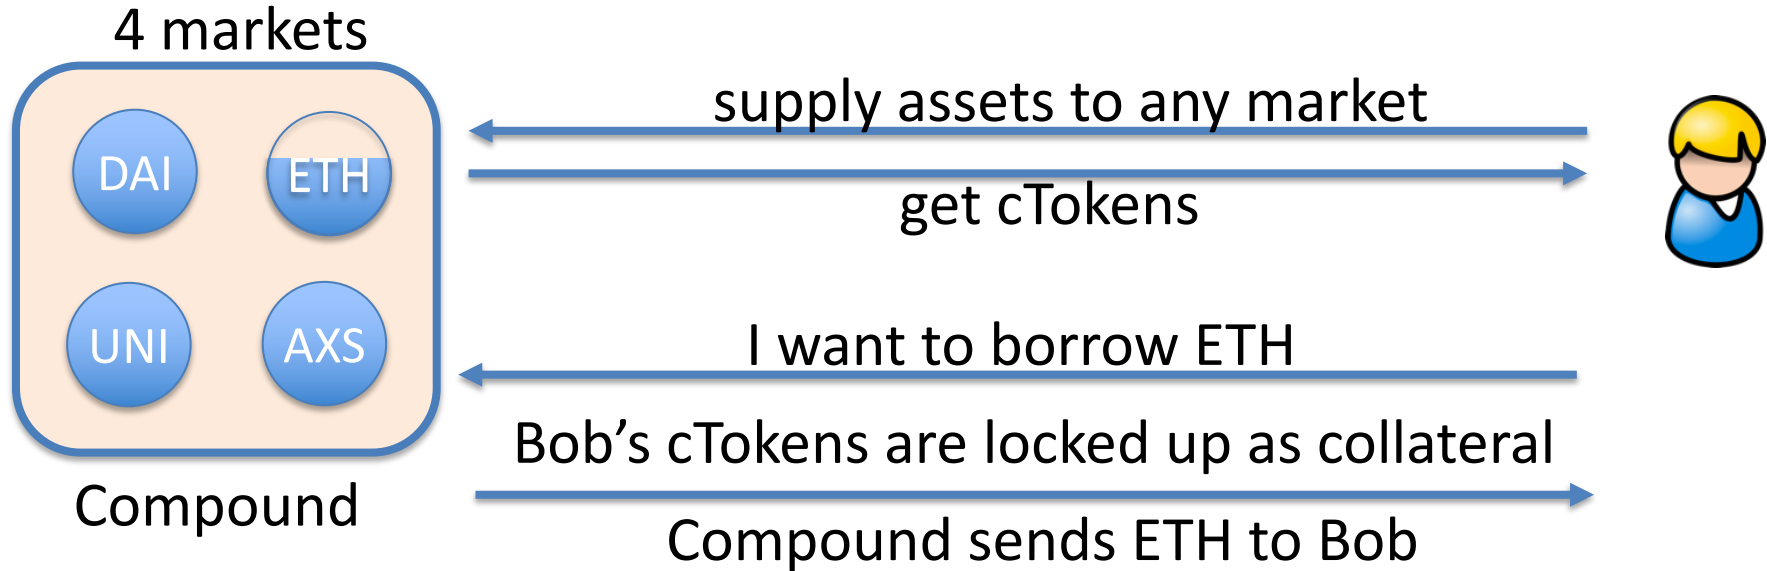 4 markets
DAI
ETH
UNI
AXS
Compound
supply assets to any market
get cTokens
I want to borrow ETH
Bob’s cTokens are locked up as collateral
Compound sends ETH to Bob